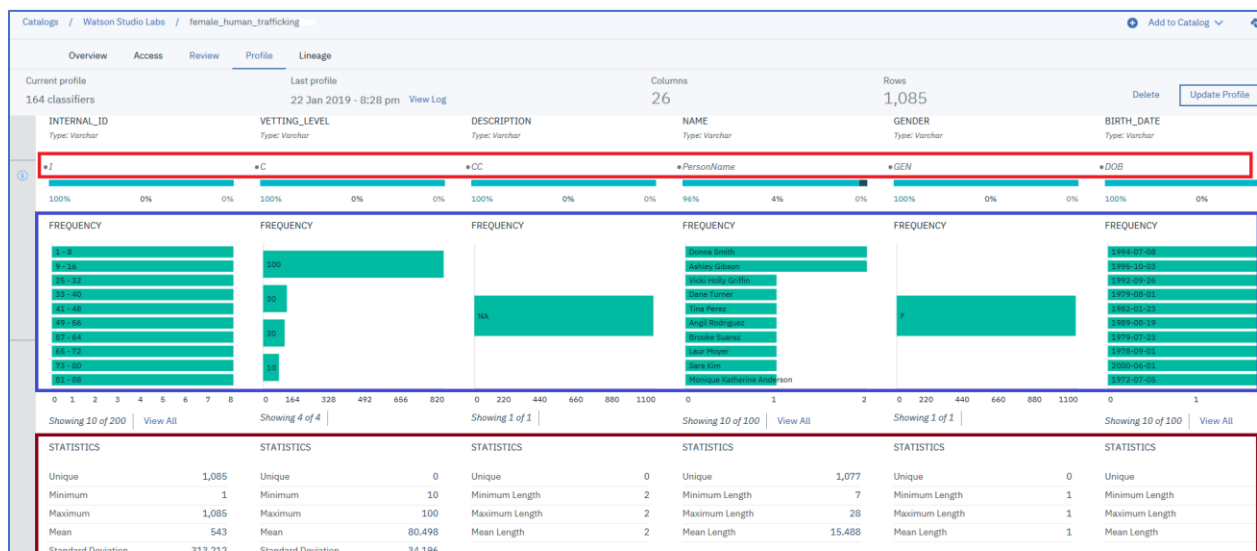 Catalogs / Watson Studio Labs / female_human_trafficking
Add to Catalog
Overview Access Review Profile Lineage
Current profile Last profile Columns Rows
164 classifiers 22 Jan 2019 - 8:28 pm View Log 26 1,085 Delete Update Profile
INTERNAL_ID VETTING_LEVEL DESCRIPTION NAME GENDER BIRTH_DATE
Type: Varchar Type: Varchar Type: Varchar Type: Varchar Type: Varchar Type: Varchar
I C CC PersonName GEN DOB
100% 0% 0% 100% 0% 0% 100% 0% 0% 96% 4% 0% 100% 0% 0% 100% 0%
FREQUENCY FREQUENCY FREQUENCY FREQUENCY FREQUENCY FREQUENCY
1 - 8 100 NA Donna Smith F 1994-07-08
9 - 16 Ashley Gibson 1995-10-03
25 - 32 Vicki Holly Griffin 1992-09-26
33 - 40 30 Dane Turner 1979-08-01
41 - 48 Tina Perez 1982-01-23
49 - 56 Angil Rodriguez 1989-08-19
57 - 64 20 Brooke Suarez 1979-07-23
65 - 72 Laur Moyer 1978-09-01
73 - 80 10 Sara Kim 2000-06-01
81 - 88 Monique Katherine Anderson 1972-07-05
0 1 2 3 4 5 6 7 8 0 164 328 492 656 820 0 220 440 660 880 1100 0 1 2 0 220 440 660 880 1100 0 1
Showing 10 of 200 View All Showing 4 of 4 Showing 1 of 1 Showing 10 of 100 View All Showing 1 of 1 Showing 10 of 100 View All
STATISTICS STATISTICS STATISTICS STATISTICS STATISTICS STATISTICS
Unique 1,085 Unique 0 Unique 0 Unique 1,077 Unique 0 Unique
Minimum 1 Minimum 10 Minimum Length 2 Minimum Length 7 Minimum Length 1 Minimum Length
Maximum 1,085 Maximum 100 Maximum Length 2 Maximum Length 28 Maximum Length 1 Maximum Length
Mean 543 Mean 80.498 Mean Length 2 Mean Length 15.488 Mean Length 1 Mean Length
Standard Deviation 313.212 Standard Deviation 34.196